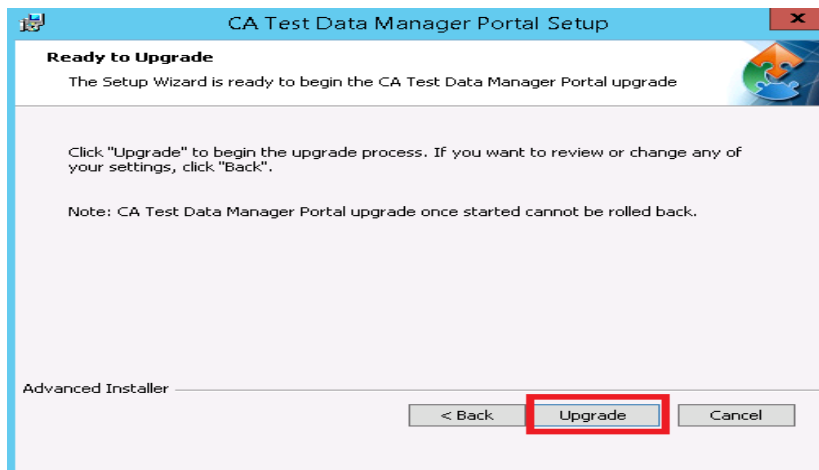 CA Test Data Manager Portal Setup
x
Ready to Upgrade
The Setup Wizard is ready to begin the CA Test Data Manager Portal upgrade
Click "Upgrade" to begin the upgrade process. If you want to review or change any of
your settings, click "Back".
Note: CA Test Data Manager Portal upgrade once started cannot be rolled back.
Advanced Installer
< Back Upgrade Cancel